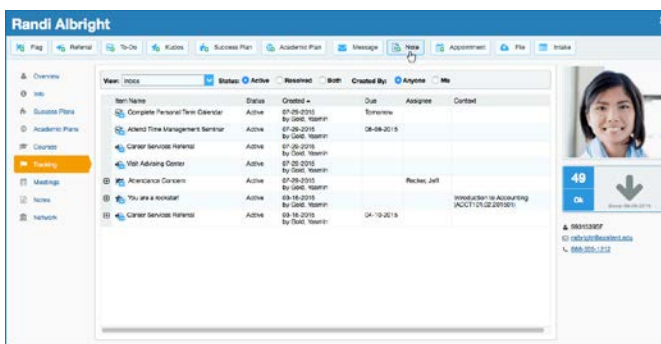 Randi Albright
Flag Referral To-Do Kudos Success Plan Academic Plan Message Note Appointment File Intake
Overview
Info
Success Plans
Academic Plans
Courses
Tracking
Meetings
Notes
Network
View: Inbox Status: Active Resolved Both Created By: Anyone Me
Item Name Status Created Due Assignee Context
Complete Personal Term Calendar Active 07-29-2015 Tomorrow
by Gold, Yasmin
Attend Time Management Seminar Active 07-29-2015 08-08-2015
by Gold, Yasmin
Career Services Referral Active 07-29-2015
by Gold, Yasmin
Visit Advising Center Active 07-29-2015
by Gold, Yasmin
Attendance Concern Active 07-29-2015 Recker, Jeff
by Gold, Yasmin
You are a rockstar! Active 03-16-2015 Introduction to Accounting
by Gold, Yasmin (ACCT101.02.201501)
Career Services Referral Active 03-16-2015 04-10-2015
by Gold, Yasmin
49
Ok